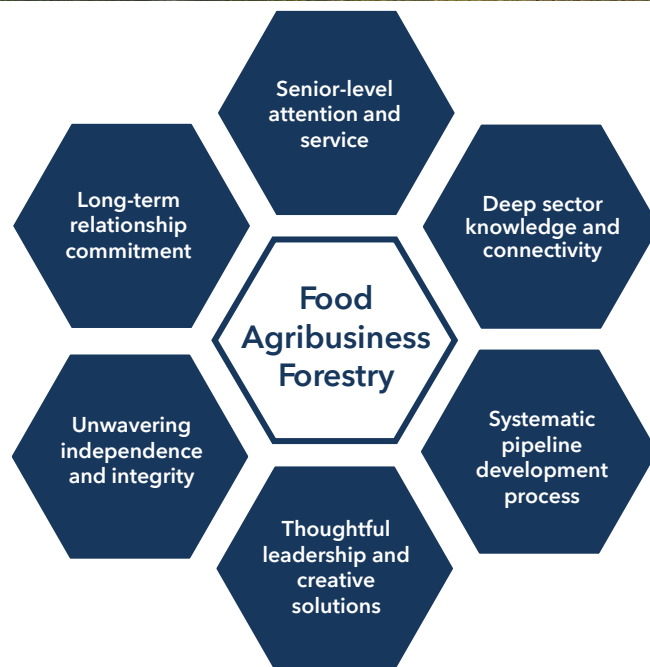 Senior-level
attention and
service
Deep sector
knowledge and
connectivity
Systematic
pipeline
development
process
Thoughtful
leadership and
creative
solutions
Unwavering
independence
and integrity
Long-term
relationship
commitment
Food
Agribusiness
Forestry